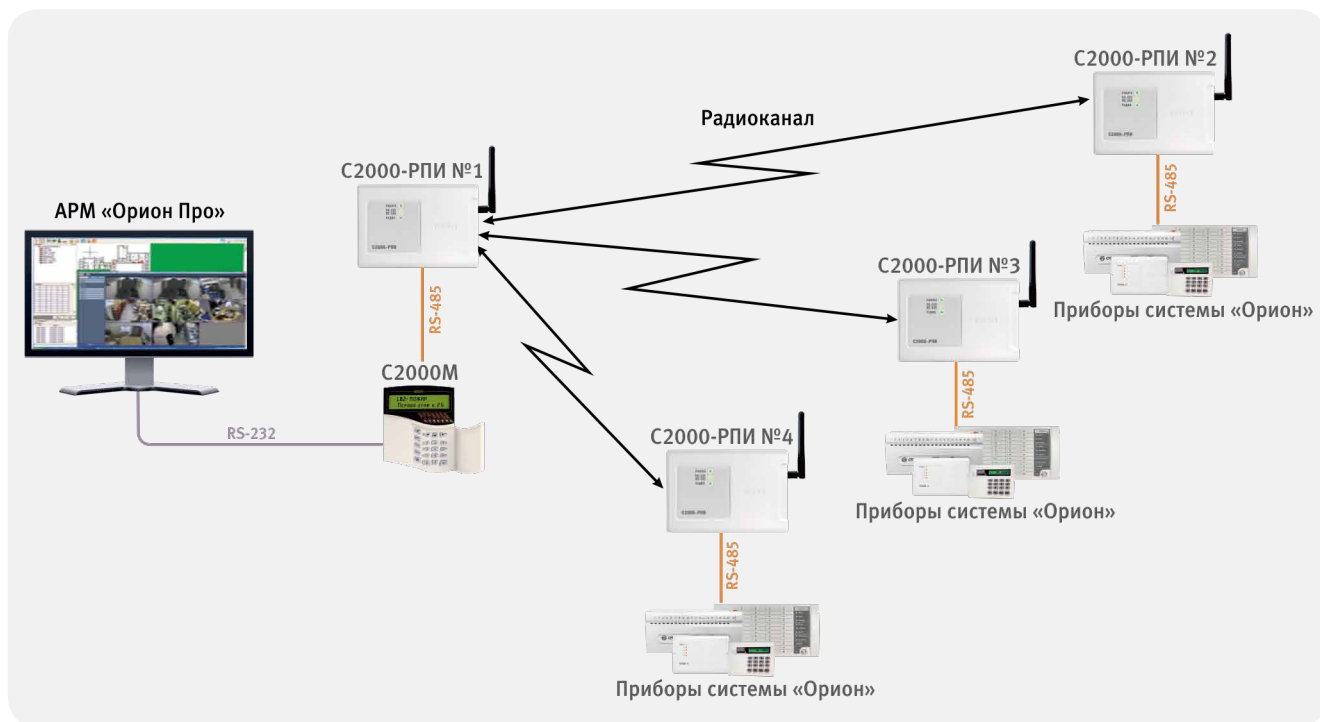 С2000-РПИ №2
Радиоканал
RS-485
С2000-РПИ №1
АРМ «Орион Про»
С2000-РПИ №3
RS-485
Приборы системы «Орион»
С2000М
RS-485
RS-232
С2000-РПИ №4
Приборы системы «Орион»
RS-485
Приборы системы «Орион»